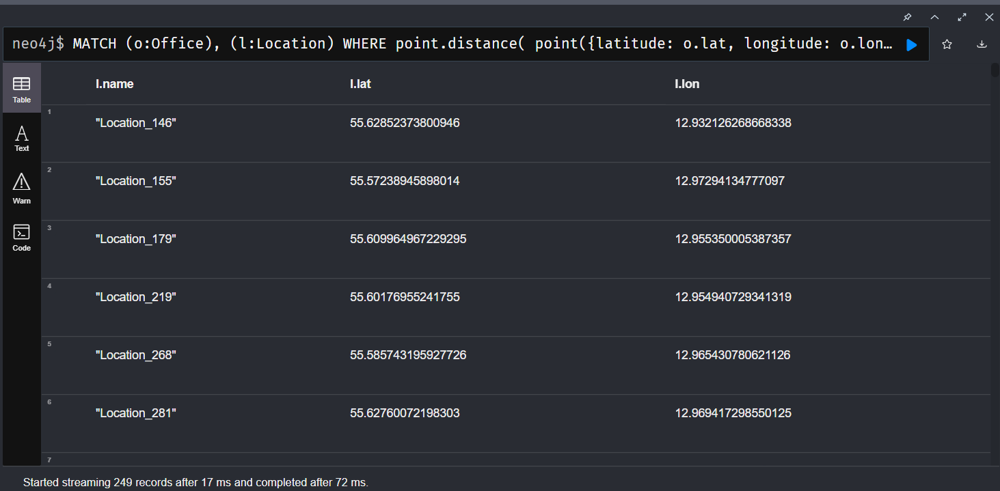 neo4j$ MATCH (o:Office), (l:Location) WHERE point.distance( point({latitude: o.lat, longitude: o.lon…
Table
Text
Warn
Code
l.name l.lat l.lon
1
"Location_146" 55.62852373800946 12.932126268668338
2
"Location_155" 55.57238945898014 12.97294134777097
3
"Location_179" 55.609964967229295 12.955350005387357
4
"Location_219" 55.60176955241755 12.954940729341319
5
"Location_268" 55.585743195927726 12.965430780621126
6
"Location_281" 55.62760072198303 12.969417298550125
7
Started streaming 249 records after 17 ms and completed after 72 ms.